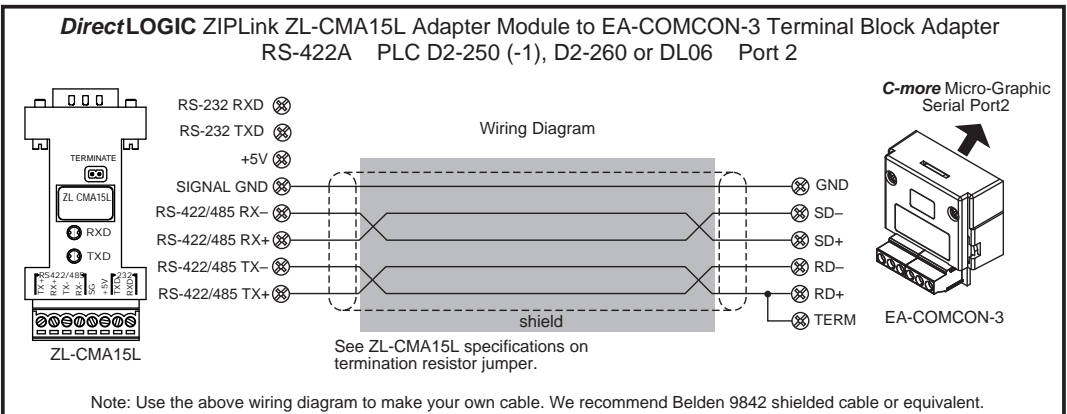 DirectLOGIC ZIPLink ZL-CMA15L Adapter Module to EA-COMCON-3 Terminal Block Adapter
RS-422A PLC D2-250 (-1), D2-260 or DL06 Port 2
C-more Micro-Graphic
Serial Port2
RS-232 RXD
RS-232 TXD
+5V
SIGNAL GND
RS-422/485 RX–
RS-422/485 RX+
RS-422/485 TX–
RS-422/485 TX+
Wiring Diagram
GND
SD–
SD+
RD–
RD+
TERM
shield
See ZL-CMA15L specifications on
termination resistor jumper.
TERMINATE
ZL CMA15L
RXD
TXD
RS422/485
232
TX+
RX+
TX-
RX-
SG
+5V
TXD
RXD
ZL-CMA15L
EA-COMCON-3
Note: Use the above wiring diagram to make your own cable. We recommend Belden 9842 shielded cable or equivalent.